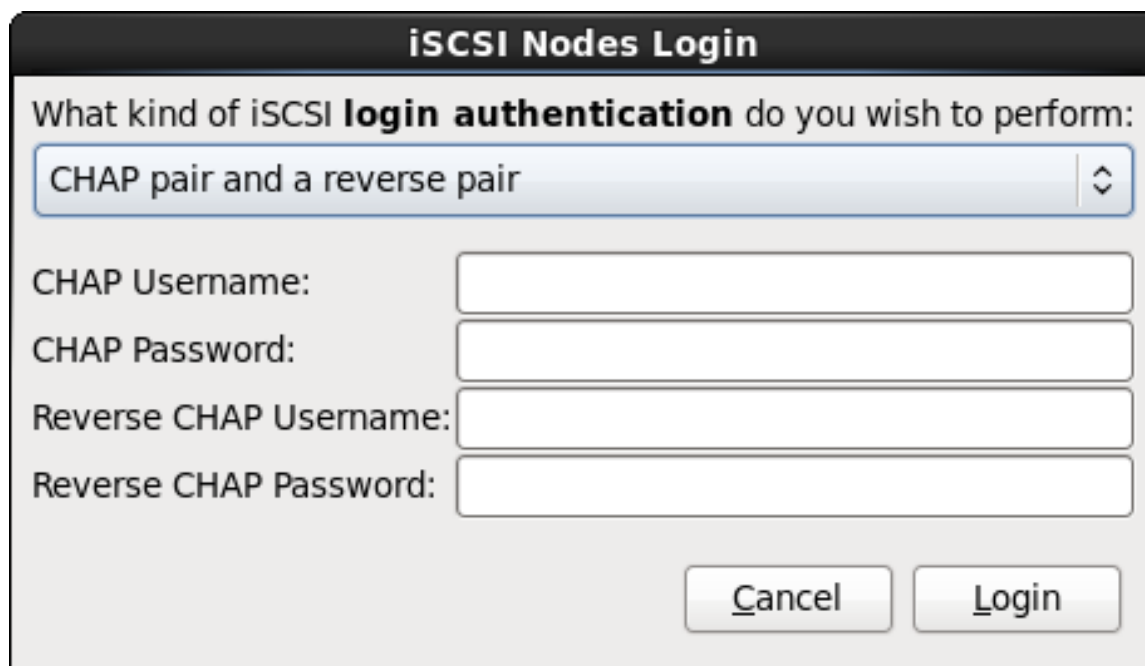 iSCSI Nodes Login
What kind of iSCSI login authentication do you wish to perform:
CHAP pair and a reverse pair
CHAP Username:
CHAP Password:
Reverse CHAP Username:
Reverse CHAP Password:
Cancel Login